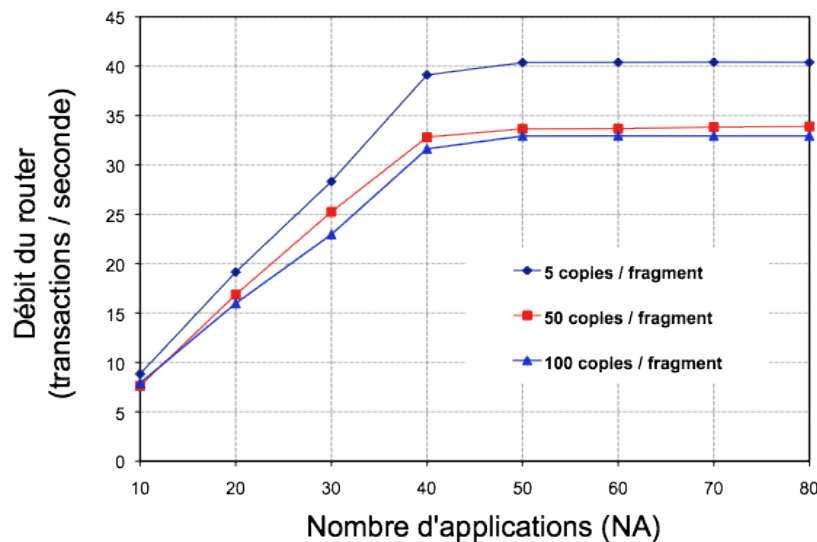 45
40
35
30
25
20
15
10
5
0
Débit du router
(transactions / seconde)
5 copies / fragment
50 copies / fragment
100 copies / fragment
10 20 30 40 50 60 70 80
Nombre d'applications (NA)